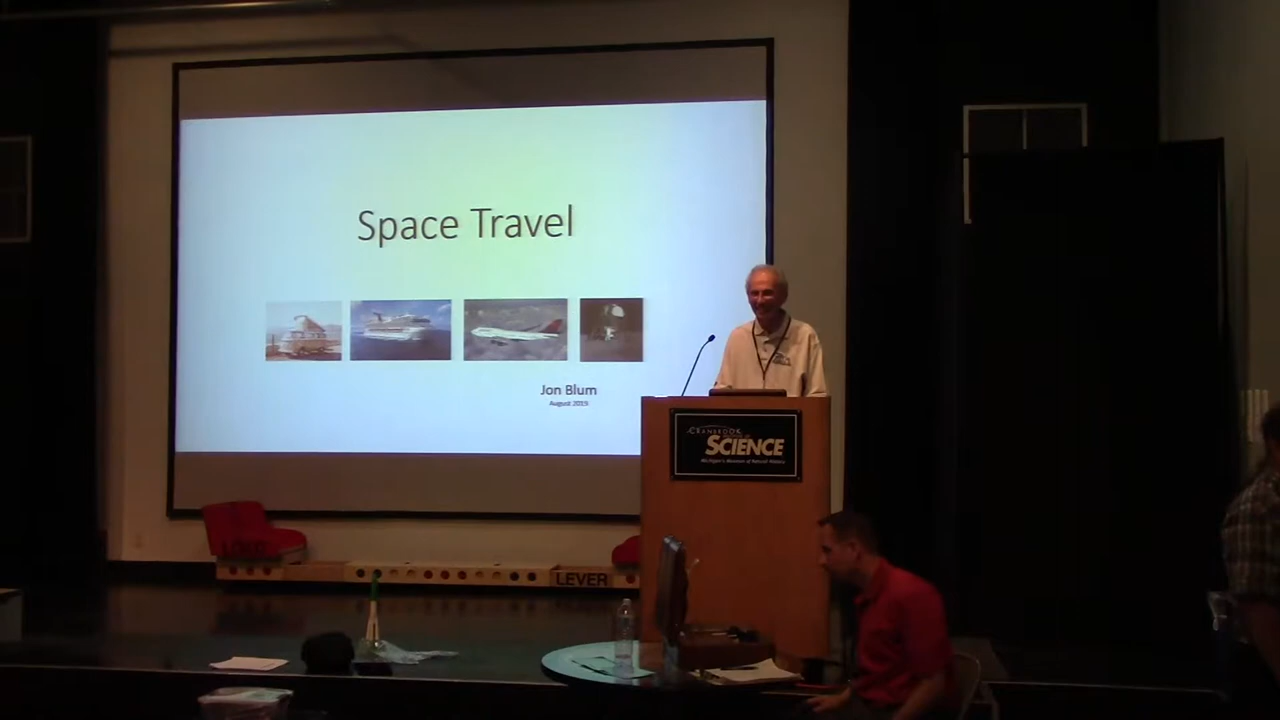 Space Travel
Jon Blum
August 2019
CRANBROOK
SCIENCE
Michigan's Museum of Natural History
LEVER